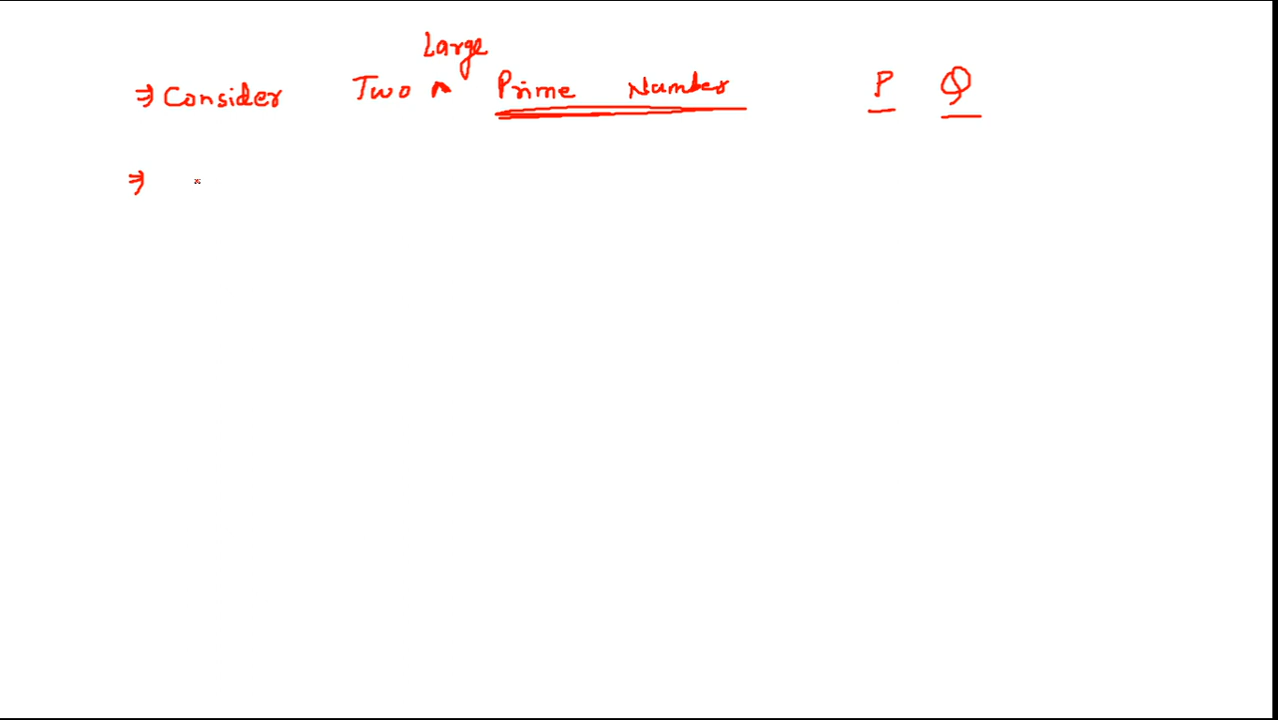 ⇒ Consider Two ^ Large Prime Number P Q
⇒